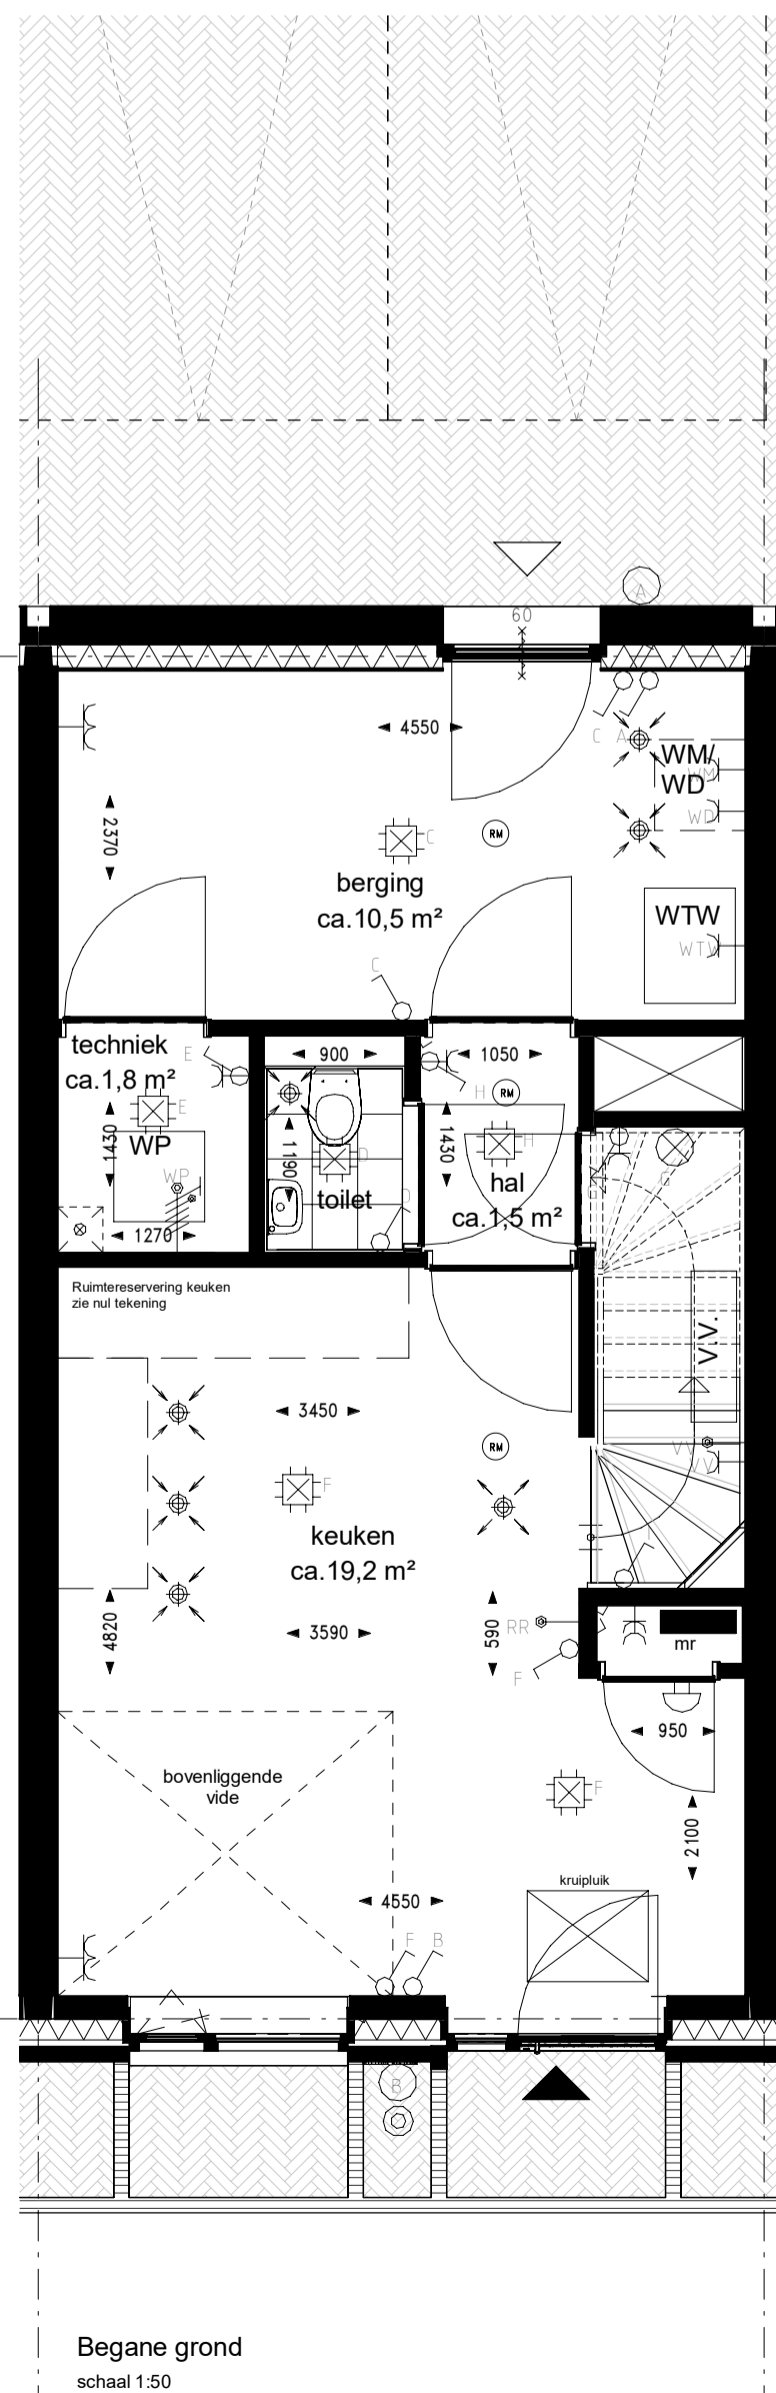 A
60
4550
C
A
WM/
WD
WM
WD
2370
C
RM
berging
ca.10,5 m²
WTW
WTW
C
techniek
ca.1,8 m²
E
900
1050
H
RM
E
1430
WP
WP
1190
D
1430
H
toilet
hal
ca.1,5 m²
D
1270
Ruimtereservering keuken
zie nul tekening
V.V.
3450
RM
VV
VV
F
keuken
ca.19,2 m²
4820
3590
590
RR
mr
F
950
bovenliggende
vide
F
2100
kruipluik
4550
F
B
B
Begane grond
schaal 1:50